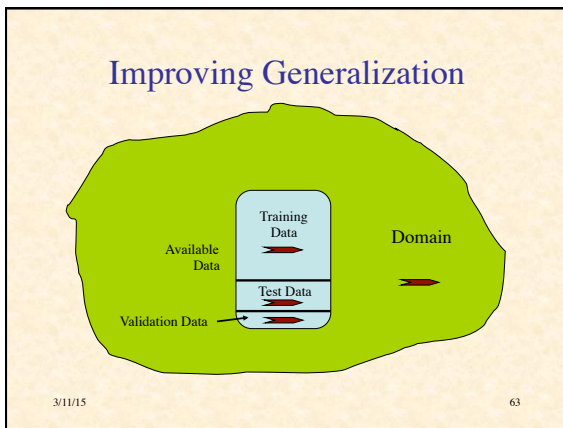 Improving Generalization
Training
Data
Available
Data
Domain
Test Data
Validation Data
3/11/15
63